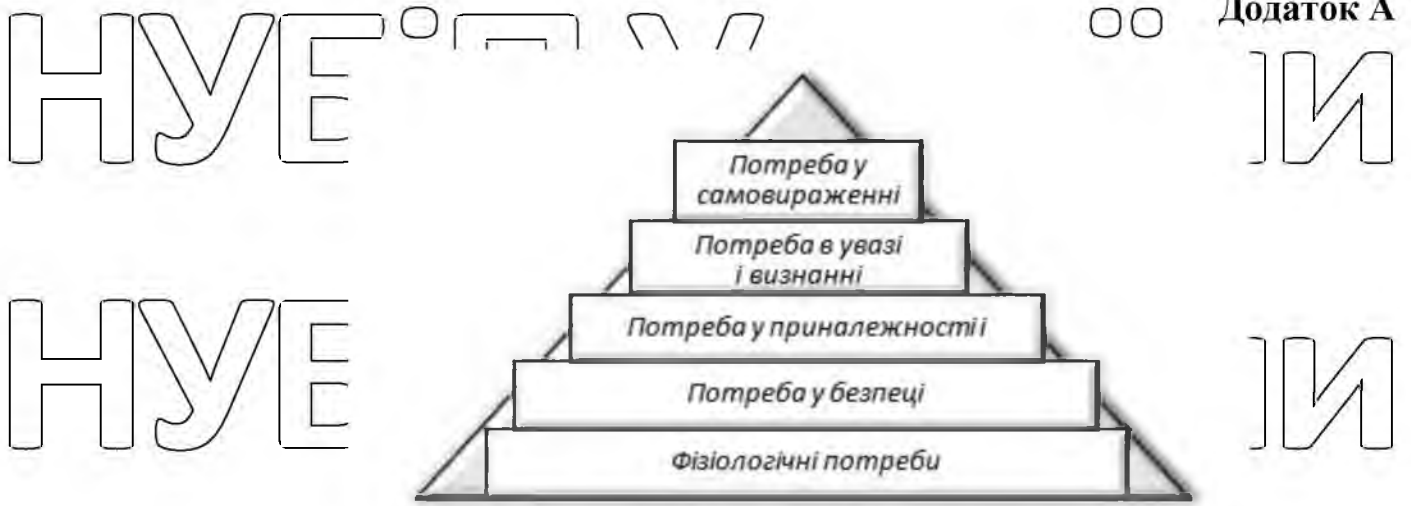 Додаток А
Потреба у
самовираженні
Потреба в увазі
і визнанні
Потреба у приналежності і
Потреба у безпеці
Фізіологічні потреби